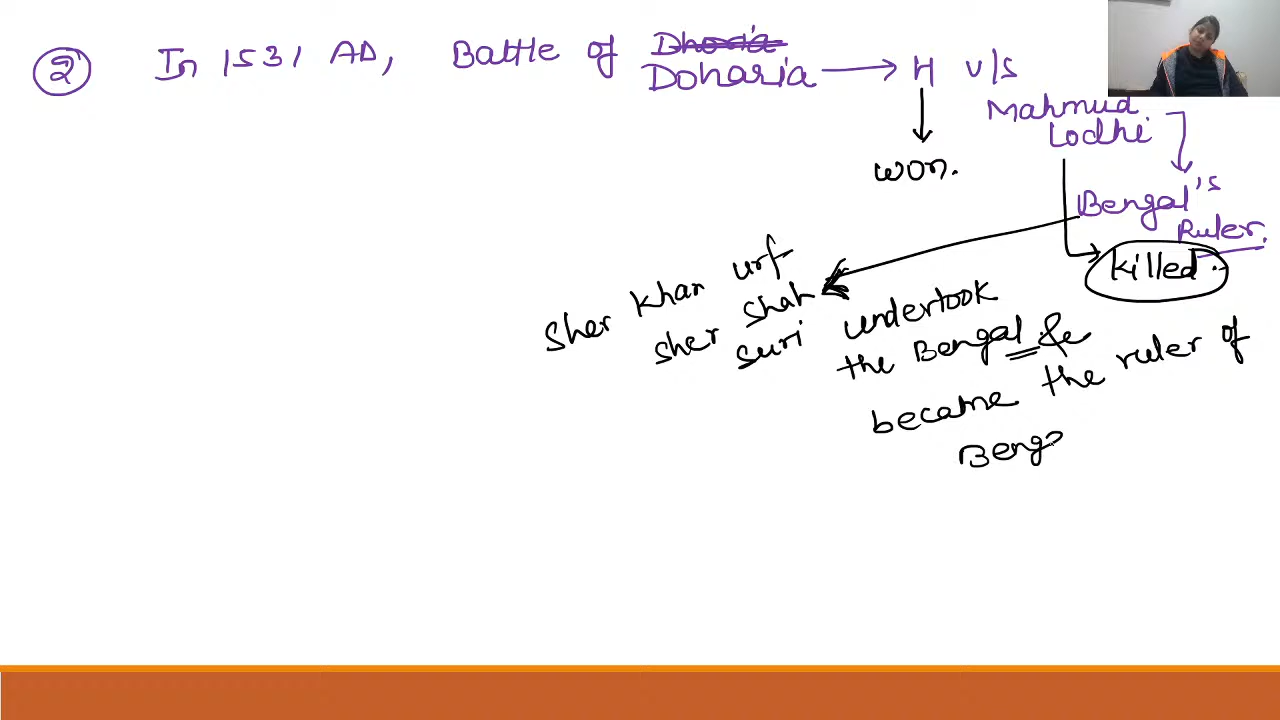 ② In 1531 AD, Battle of Dhoria
Doharia → H v/s
Mahmud
Lodhi
won.
Bengal's
Ruler.
killed.
Sher Khan urf
Sher Shah
Suri
undertook
the Bengal &
became the ruler of
Beng